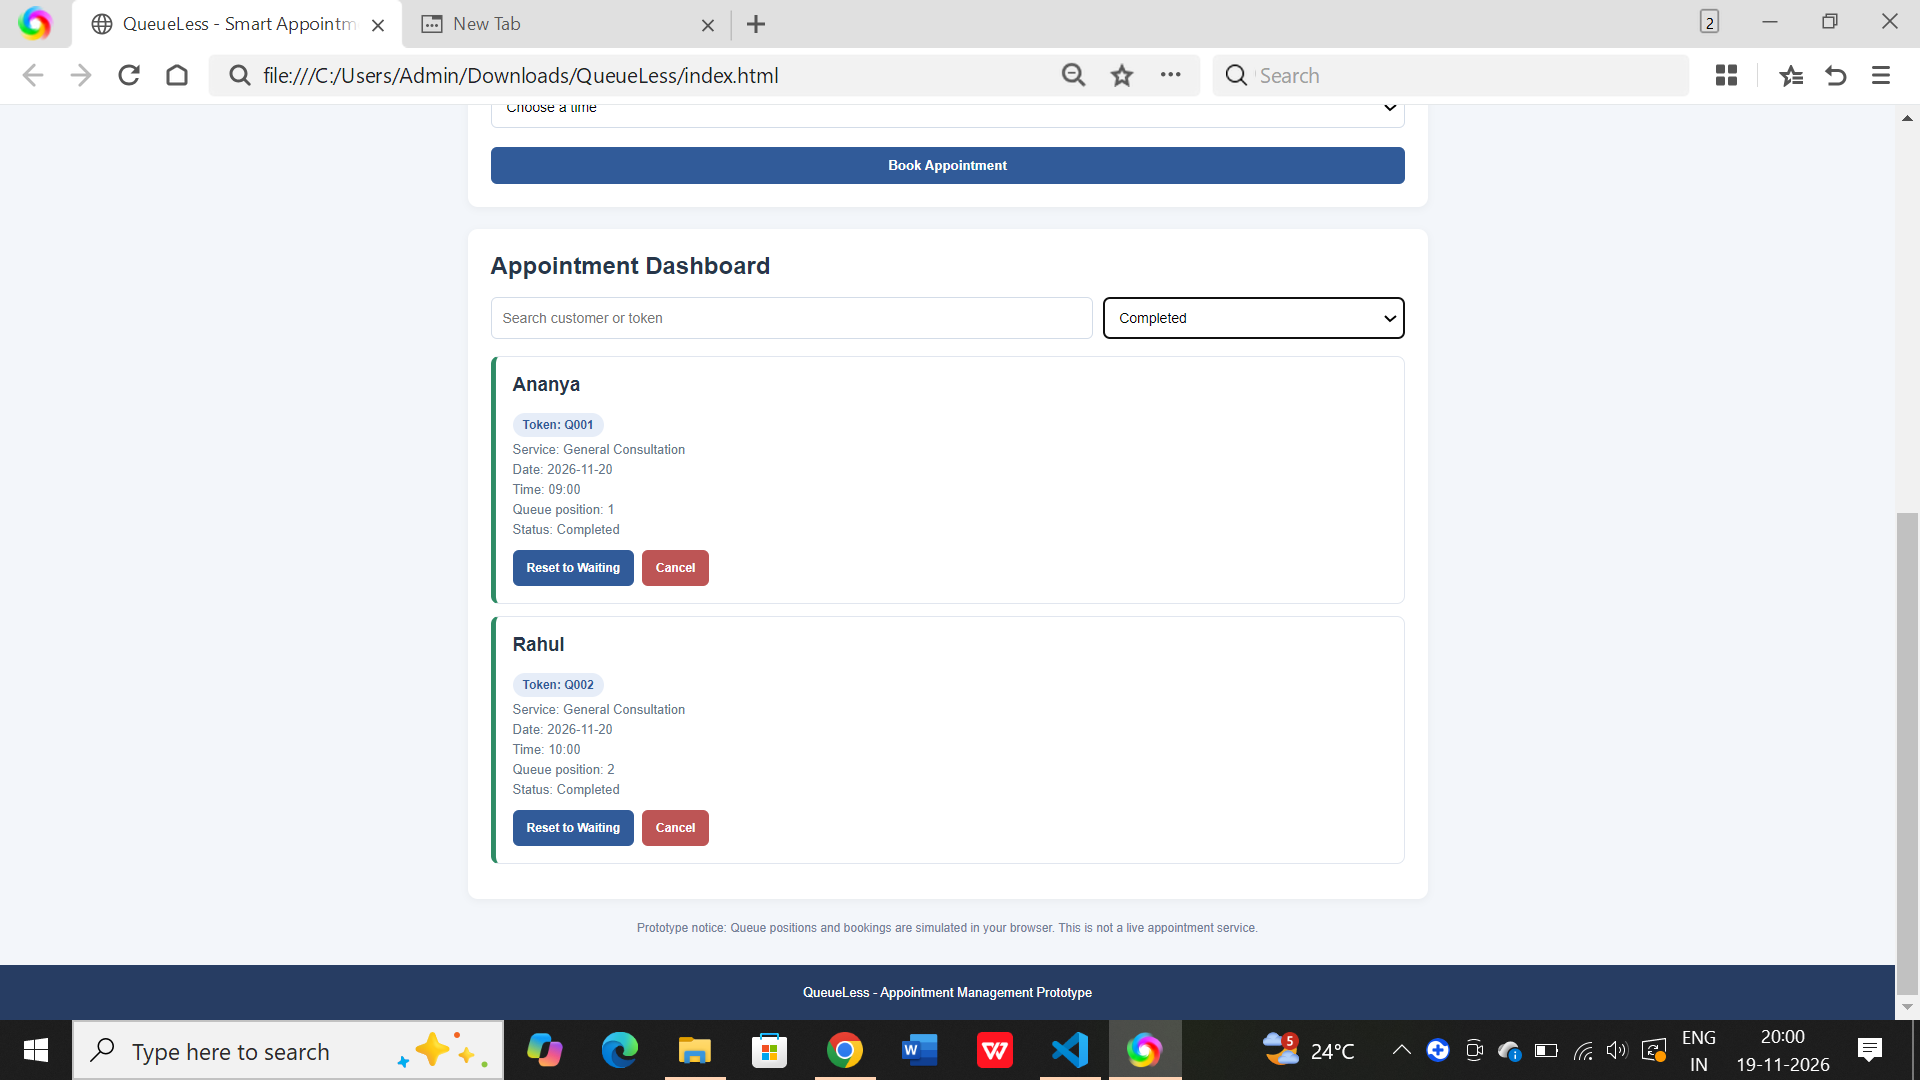 QueueLess - Smart Appointm
New Tab
2
file:///C:/Users/Admin/Downloads/QueueLess/index.html
Search
Choose a time
Book Appointment
Appointment Dashboard
Search customer or token
Completed
Ananya
Token: Q001
Service: General Consultation
Date: 2026-11-20
Time: 09:00
Queue position: 1
Status: Completed
Reset to Waiting
Cancel
Rahul
Token: Q002
Service: General Consultation
Date: 2026-11-20
Time: 10:00
Queue position: 2
Status: Completed
Reset to Waiting
Cancel
Prototype notice: Queue positions and bookings are simulated in your browser. This is not a live appointment service.
QueueLess - Appointment Management Prototype
Type here to search
5
24°C
ENG
IN
20:00
19-11-2026